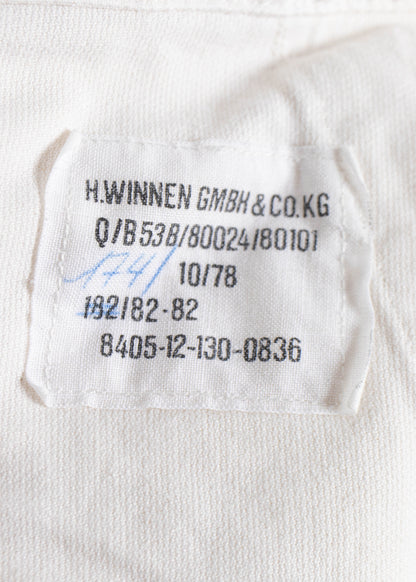 H.WINNEN GMBH & CO.KG
Q/B53B/80024/80101
174/ 10/78
182/82-82
8405-12-130-0836